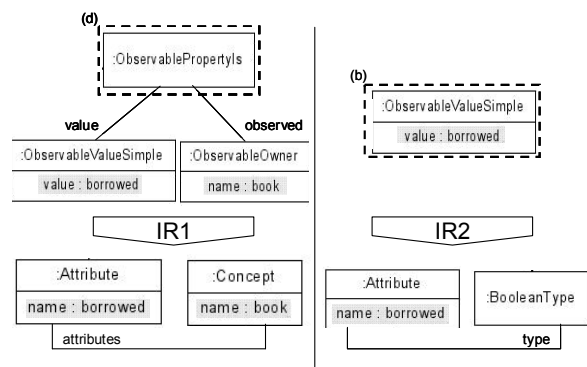 (d)
:ObservablePropertyIs
value
observed
:ObservableValueSimple
value : borrowed
:ObservableOwner
name : book
IR1
:Attribute
name : borrowed
:Concept
name : book
attributes
(b)
:ObservableValueSimple
value : borrowed
IR2
:Attribute
name : borrowed
:BooleanType
type